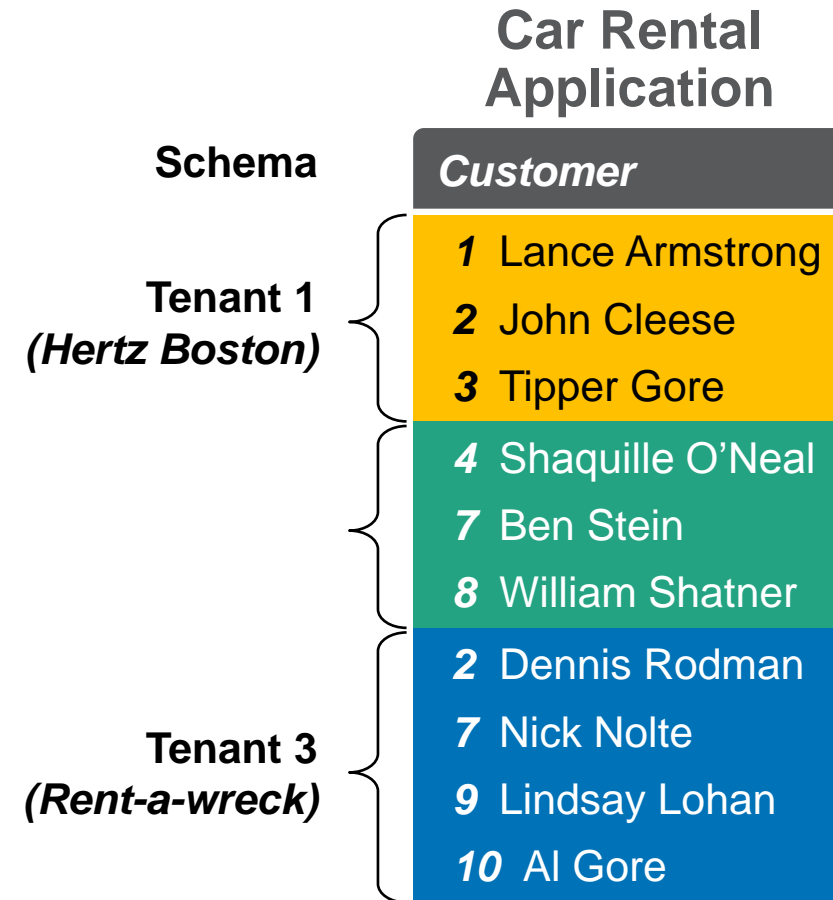 Car Rental
Application
Schema
Customer
Tenant 1
(Hertz Boston)
1 Lance Armstrong
2 John Cleese
3 Tipper Gore
4 Shaquille O’Neal
7 Ben Stein
8 William Shatner
Tenant 3
(Rent-a-wreck)
2 Dennis Rodman
7 Nick Nolte
9 Lindsay Lohan
10 Al Gore